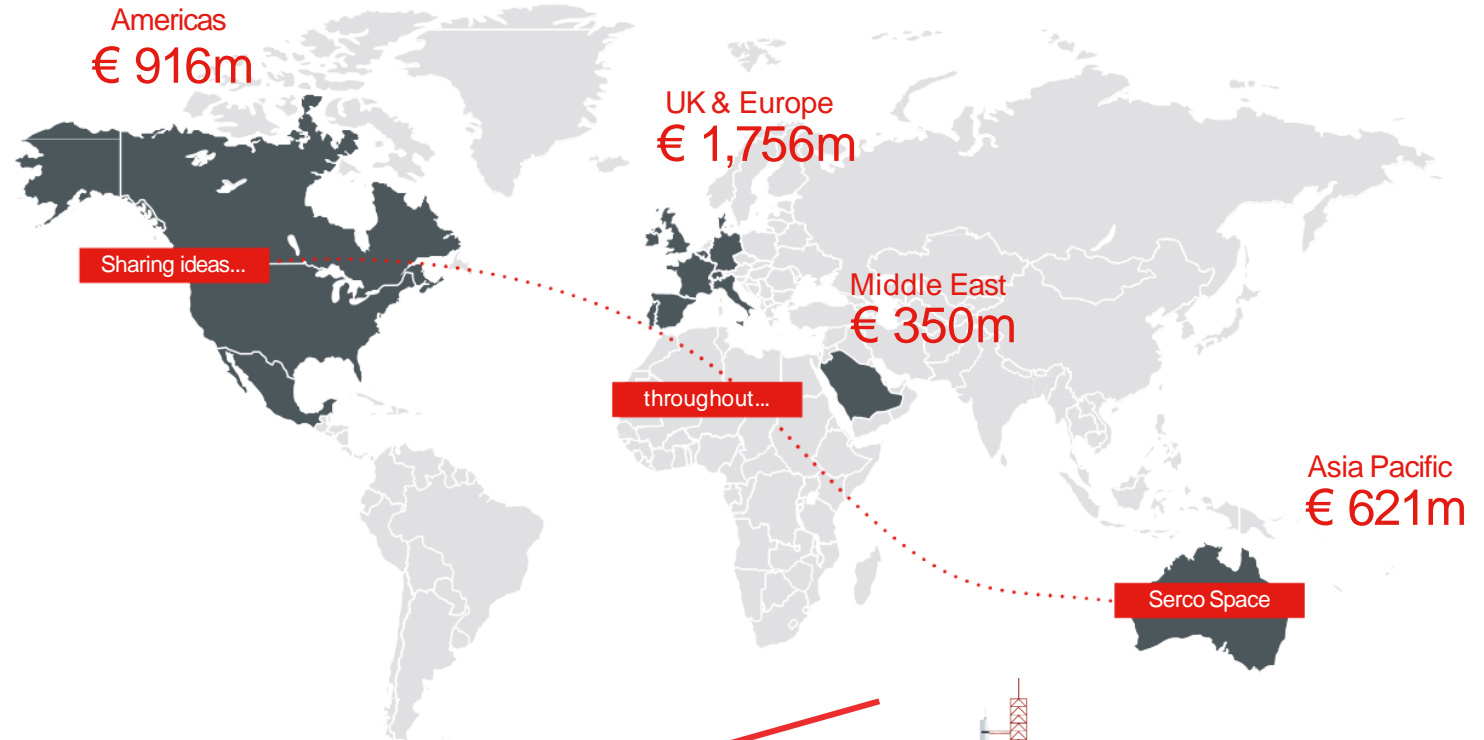 Americas
€ 916m
UK & Europe
€ 1,756m
Sharing ideas...
Middle East
€ 350m
throughout...
Asia Pacific
€ 621m
Serco Space